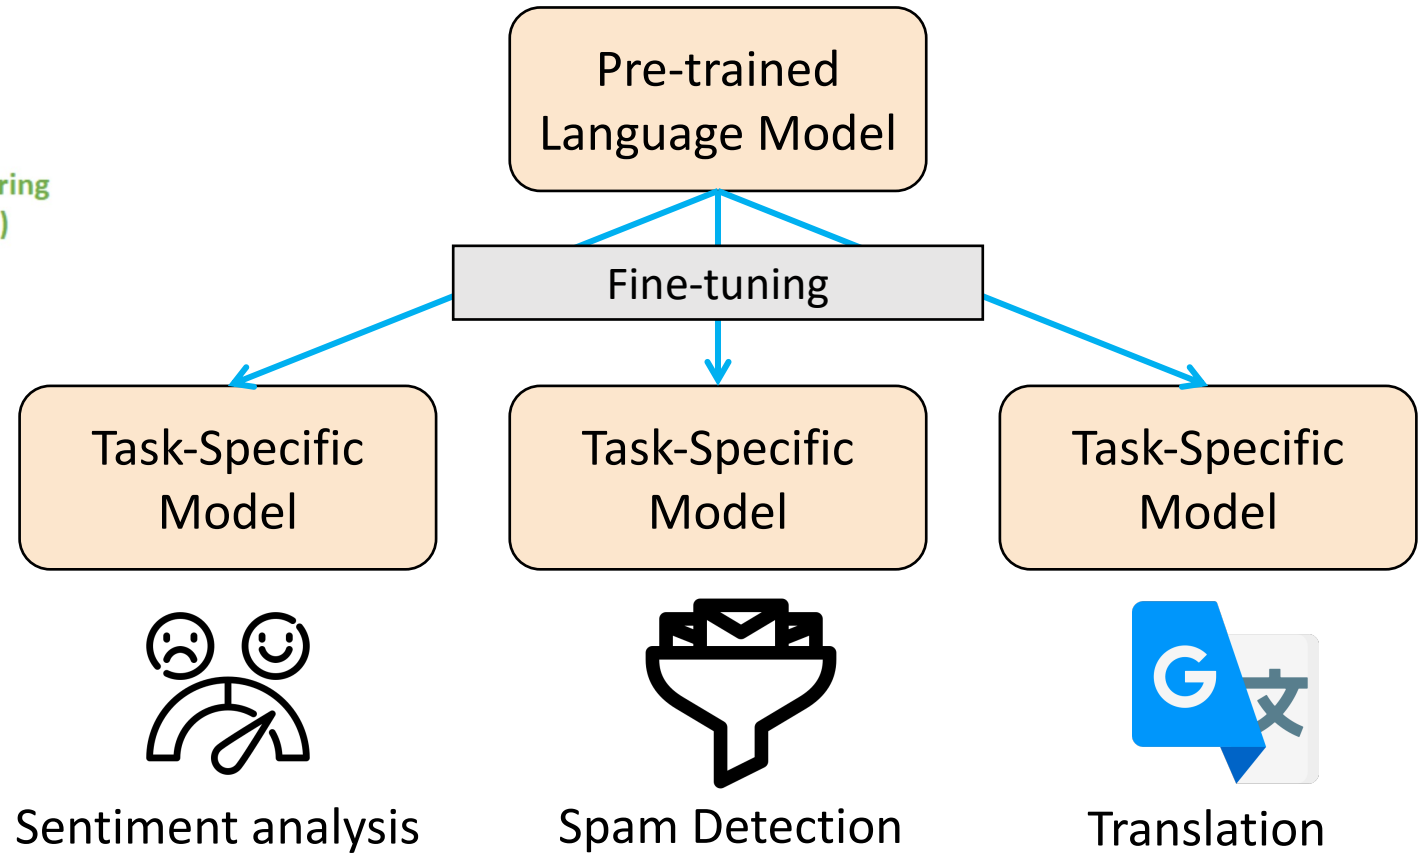 Pre-trained
Language Model
ring
)
Fine-tuning
Task-Specific
Model
Task-Specific
Model
Task-Specific
Model
G
文
Sentiment analysis
Spam Detection
Translation